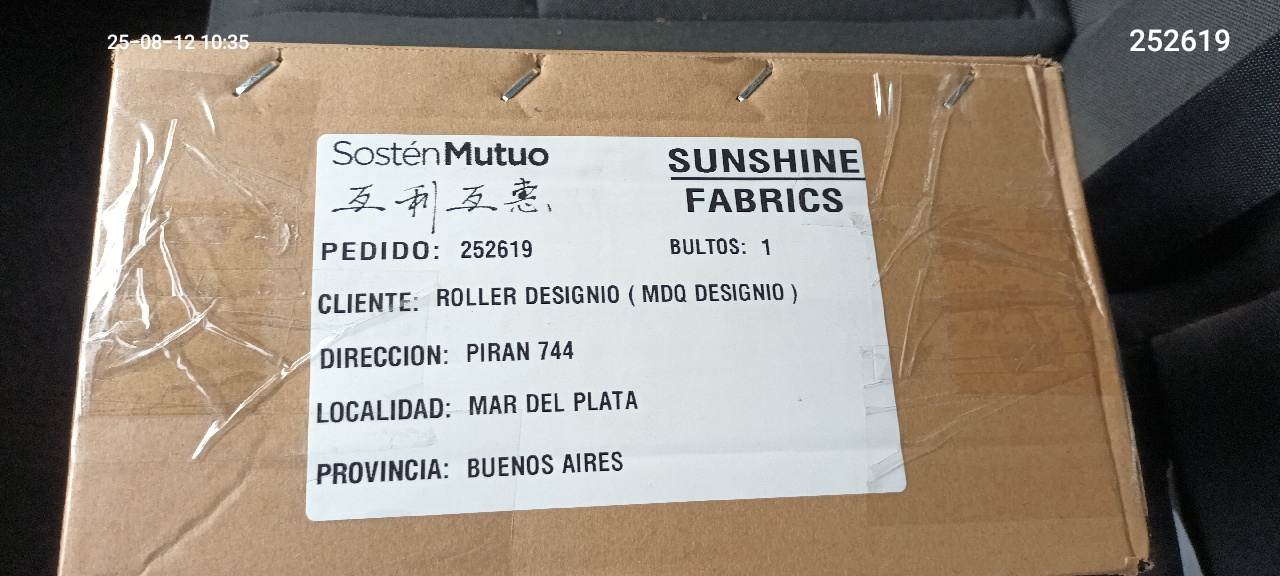 25-08-12 10:35
252619
SosténMutuo
互利互惠
SUNSHINE
FABRICS
PEDIDO: 252619
BULTOS: 1
CLIENTE: ROLLER DESIGNIO ( MDQ DESIGNIO )
DIRECCION: PIRAN 744
LOCALIDAD: MAR DEL PLATA
PROVINCIA: BUENOS AIRES